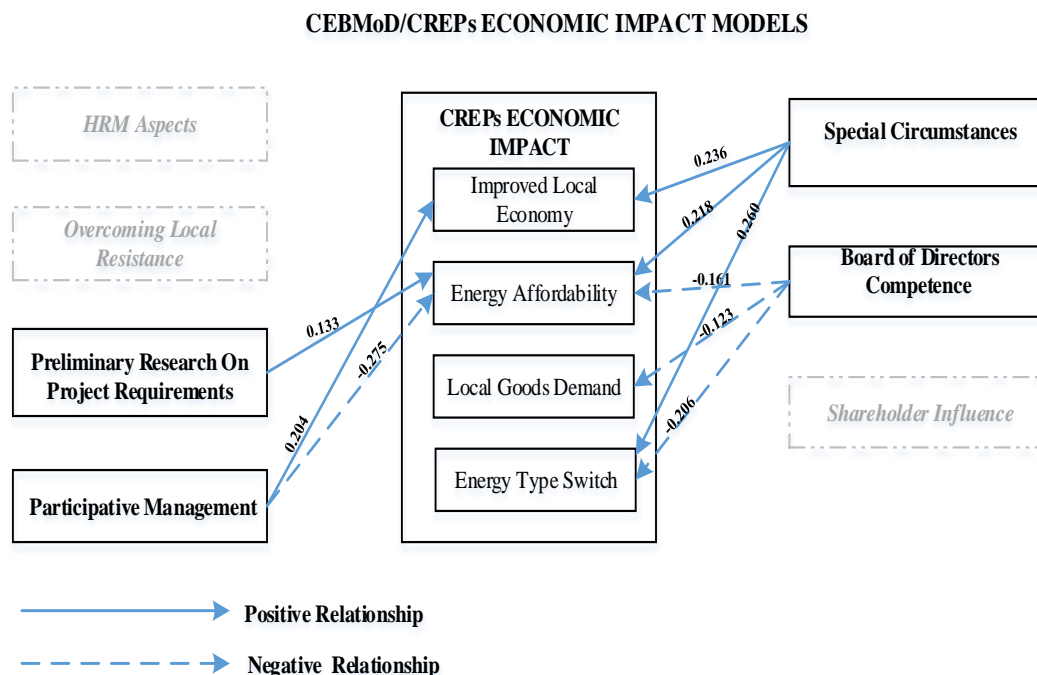 CEBMoD/CREPs ECONOMIC IMPACT MODELS
HRM Aspects
Overcoming Local
Resistance
Preliminary Research On
Project Requirements
Participative Management
CREPs ECONOMIC
IMPACT
Improved Local
Economy
Energy Affordability
Local Goods Demand
Energy Type Switch
Special Circumstances
Board of Directors
Competence
Shareholder Influence
0.236
0.218
0.260
-0.161
-0.123
-0.206
0.133
-0.275
0.204
Positive Relationship
Negative Relationship